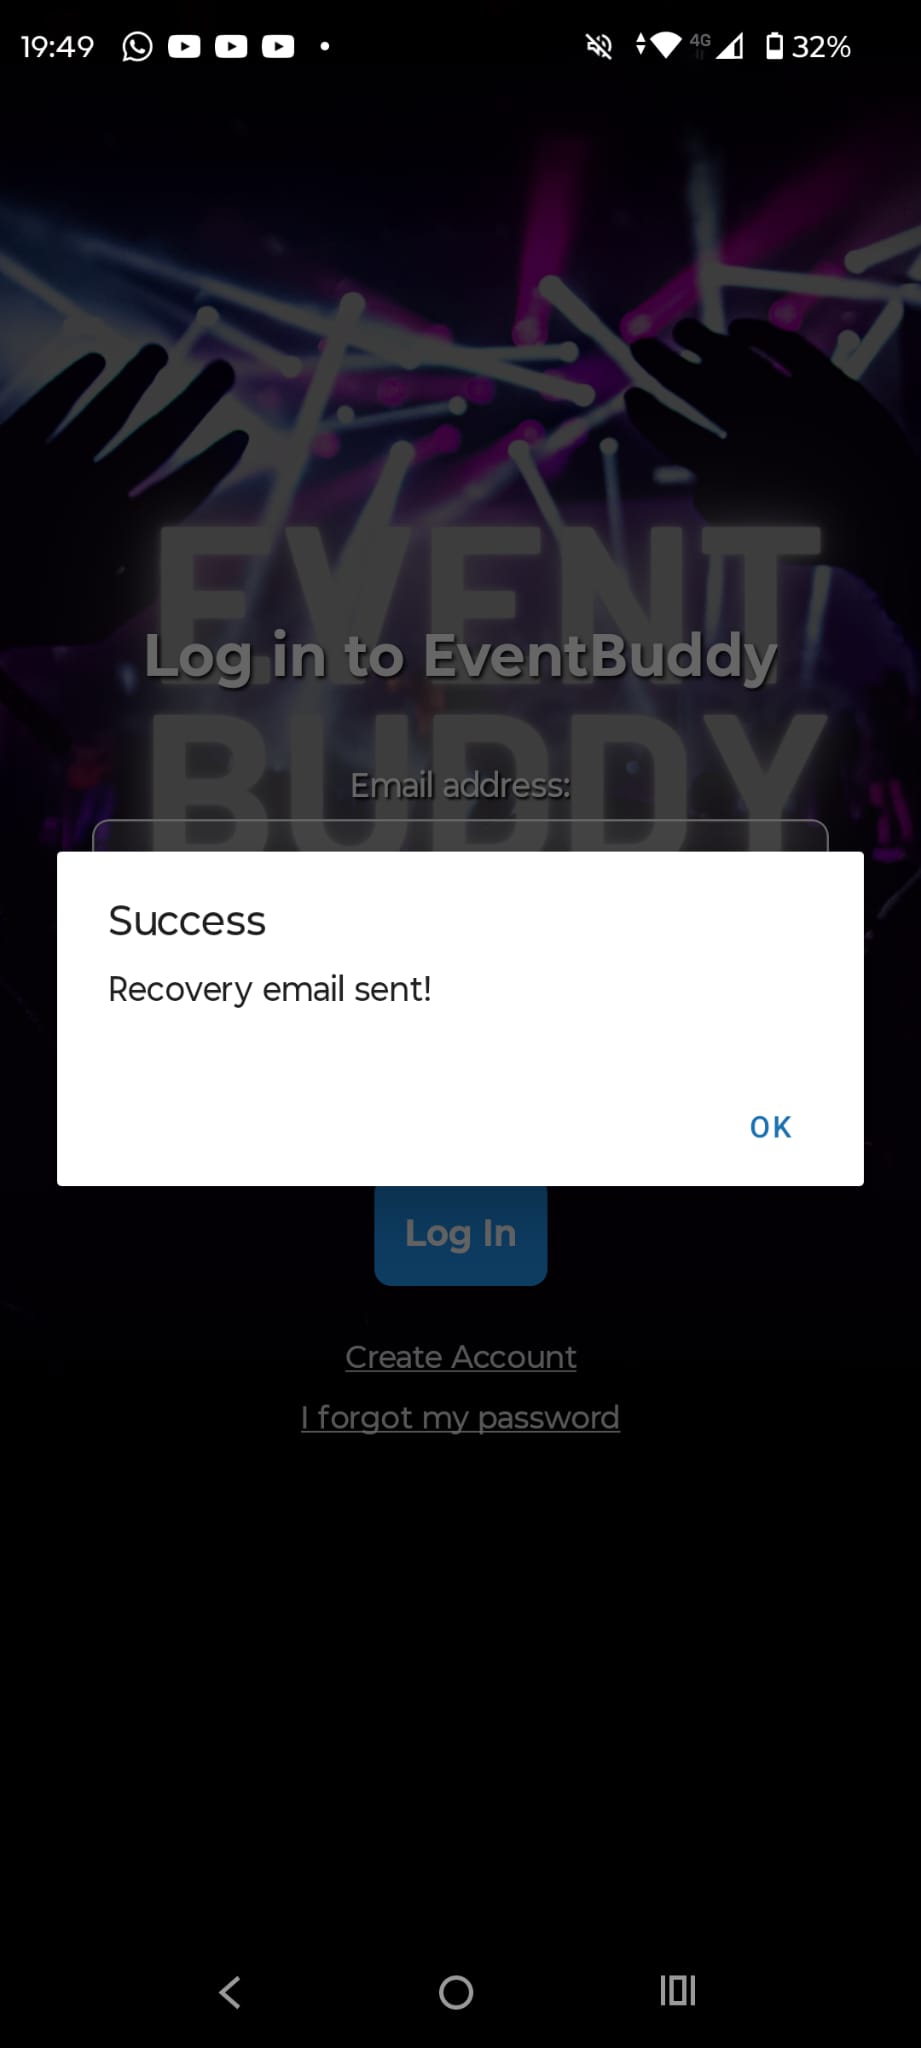 19:49 4G 32%
EVENT
Log in to EventBuddy
BUDDY
Email address:
Success
Recovery email sent!
OK
Log In
Create Account
I forgot my password